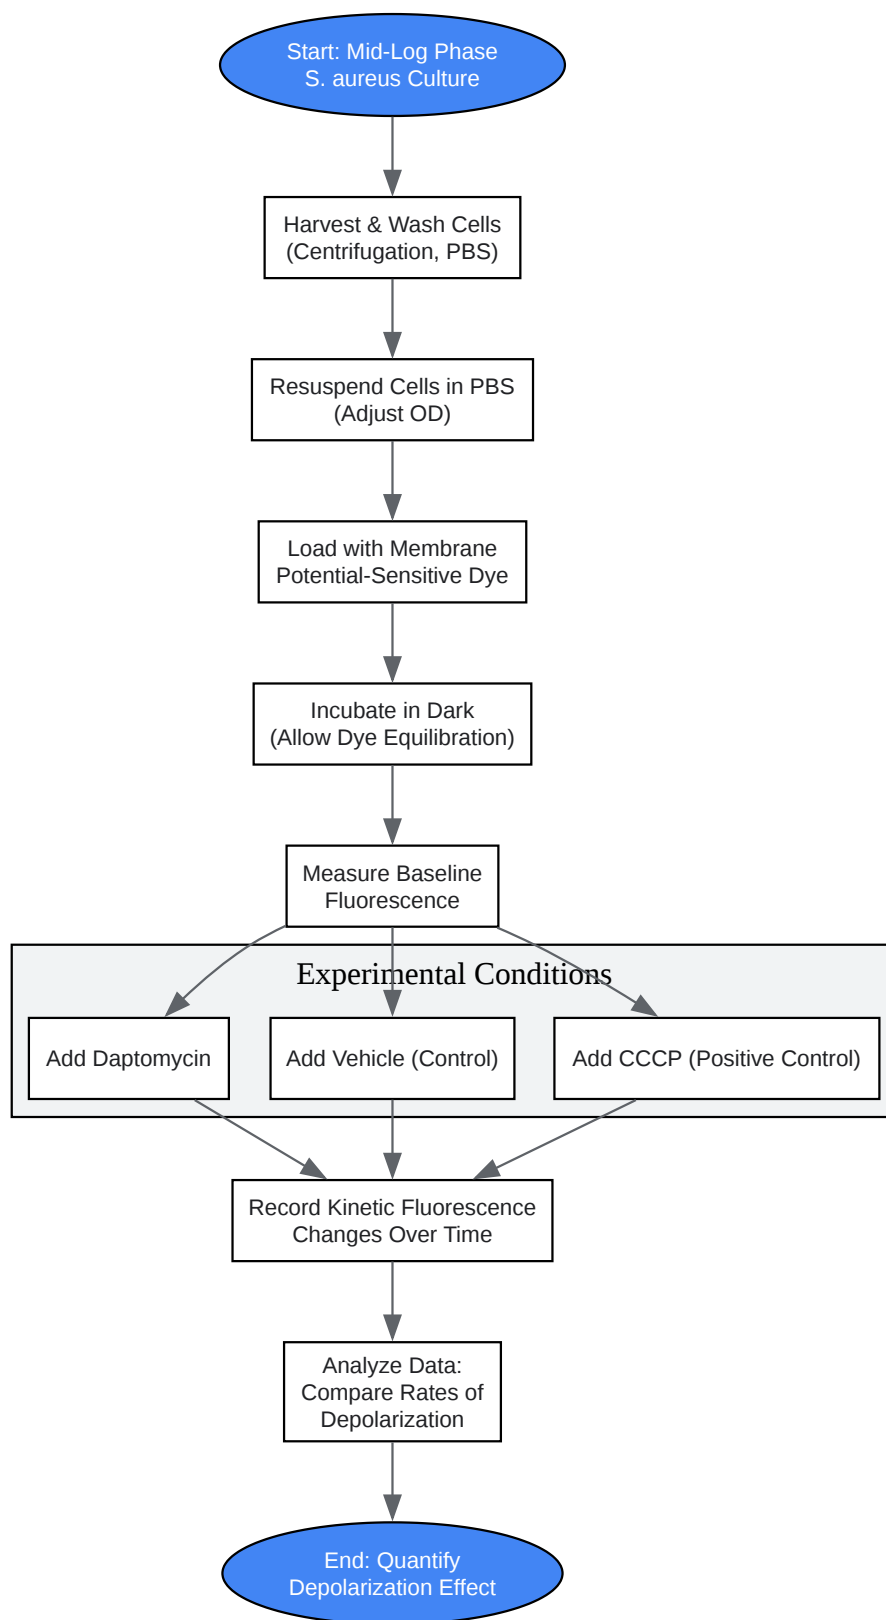 Start: Mid-Log Phase
S. aureus Culture
Harvest & Wash Cells
(Centrifugation, PBS)
Resuspend Cells in PBS
(Adjust OD)
Load with Membrane
Potential-Sensitive Dye
Incubate in Dark
(Allow Dye Equilibration)
Measure Baseline
Fluorescence
Experimental Conditions
Add Daptomycin
Add Vehicle (Control)
Add CCCP (Positive Control)
Record Kinetic Fluorescence
Changes Over Time
Analyze Data:
Compare Rates of
Depolarization
End: Quantify
Depolarization Effect